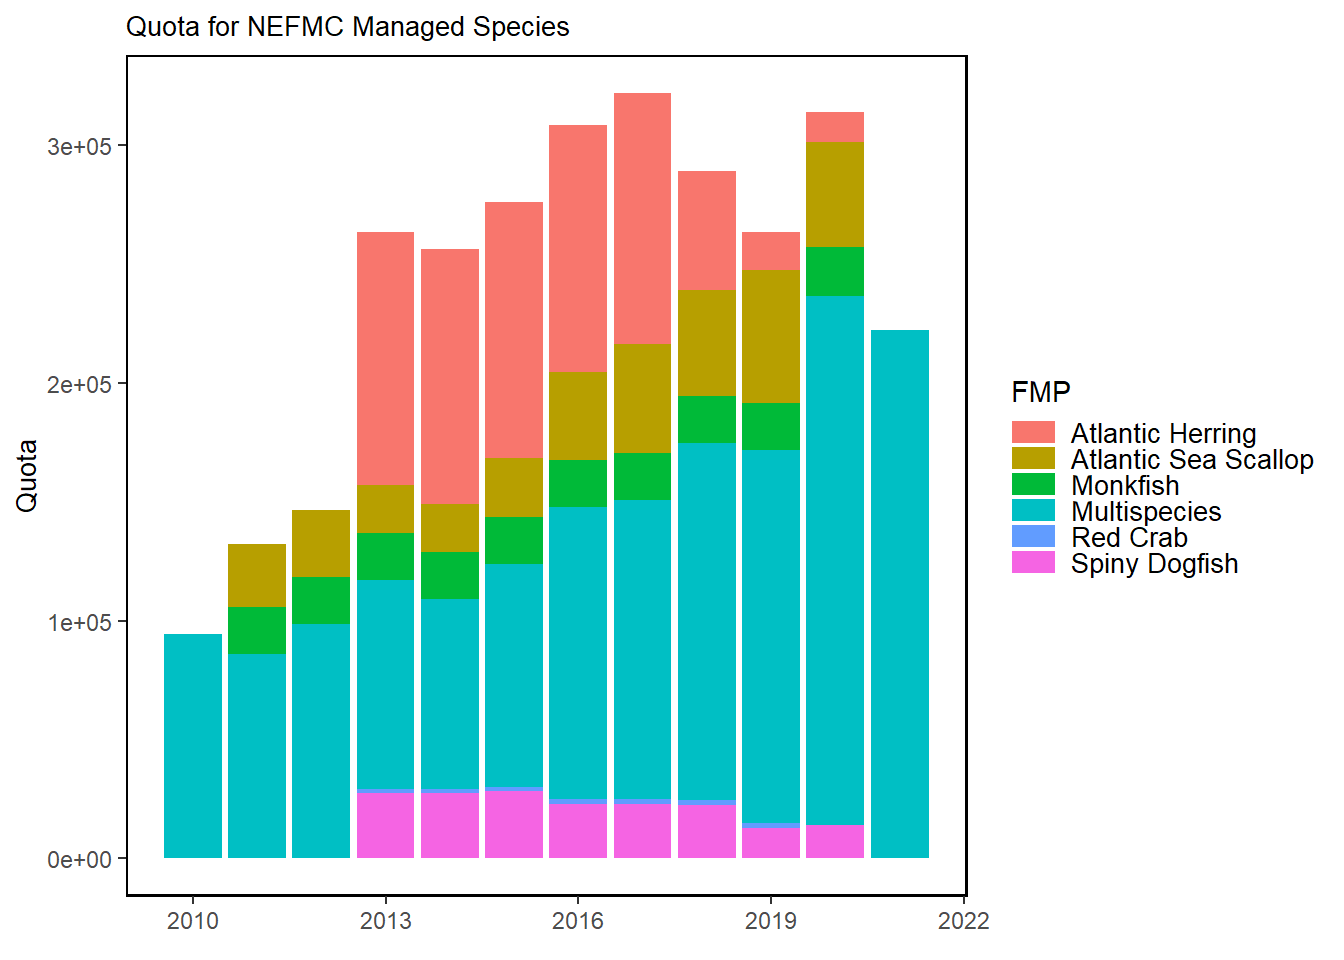 Quota for NEFMC Managed Species
3e+05
2e+05
1e+05
0e+00
Quota
2010
2013
2016
2019
2022
FMP
Atlantic Herring
Atlantic Sea Scallop
Monkfish
Multispecies
Red Crab
Spiny Dogfish